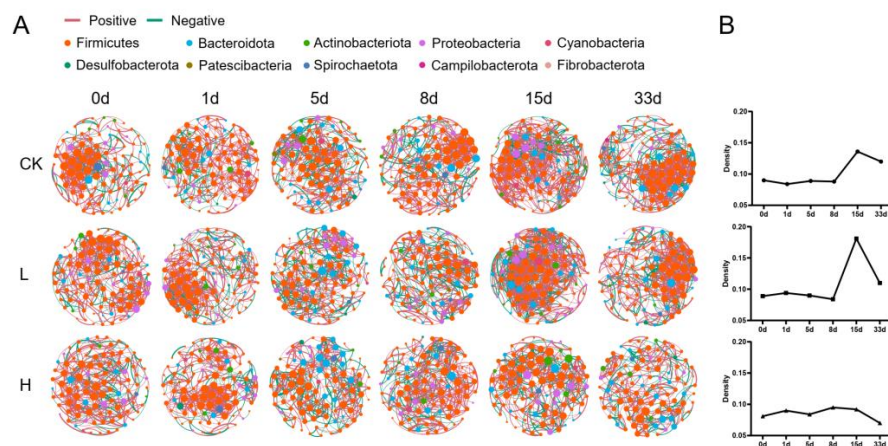 A
Positive Negative
Firmicutes Bacteroidota Actinobacteriota Proteobacteria Cyanobacteria
Desulfobacterota Patescibacteria Spirochaetota Campilobacterota Fibrobacterota
0d 1d 5d 8d 15d 33d
CK
L
H
B
0.20
0.15
0.10
0.05
Density
0d 1d 5d 8d 15d 33d
0.20
0.15
0.10
0.05
Density
0d 1d 5d 8d 15d 33d
0.20
0.15
0.10
0.05
Density
0d 1d 5d 8d 15d 33d